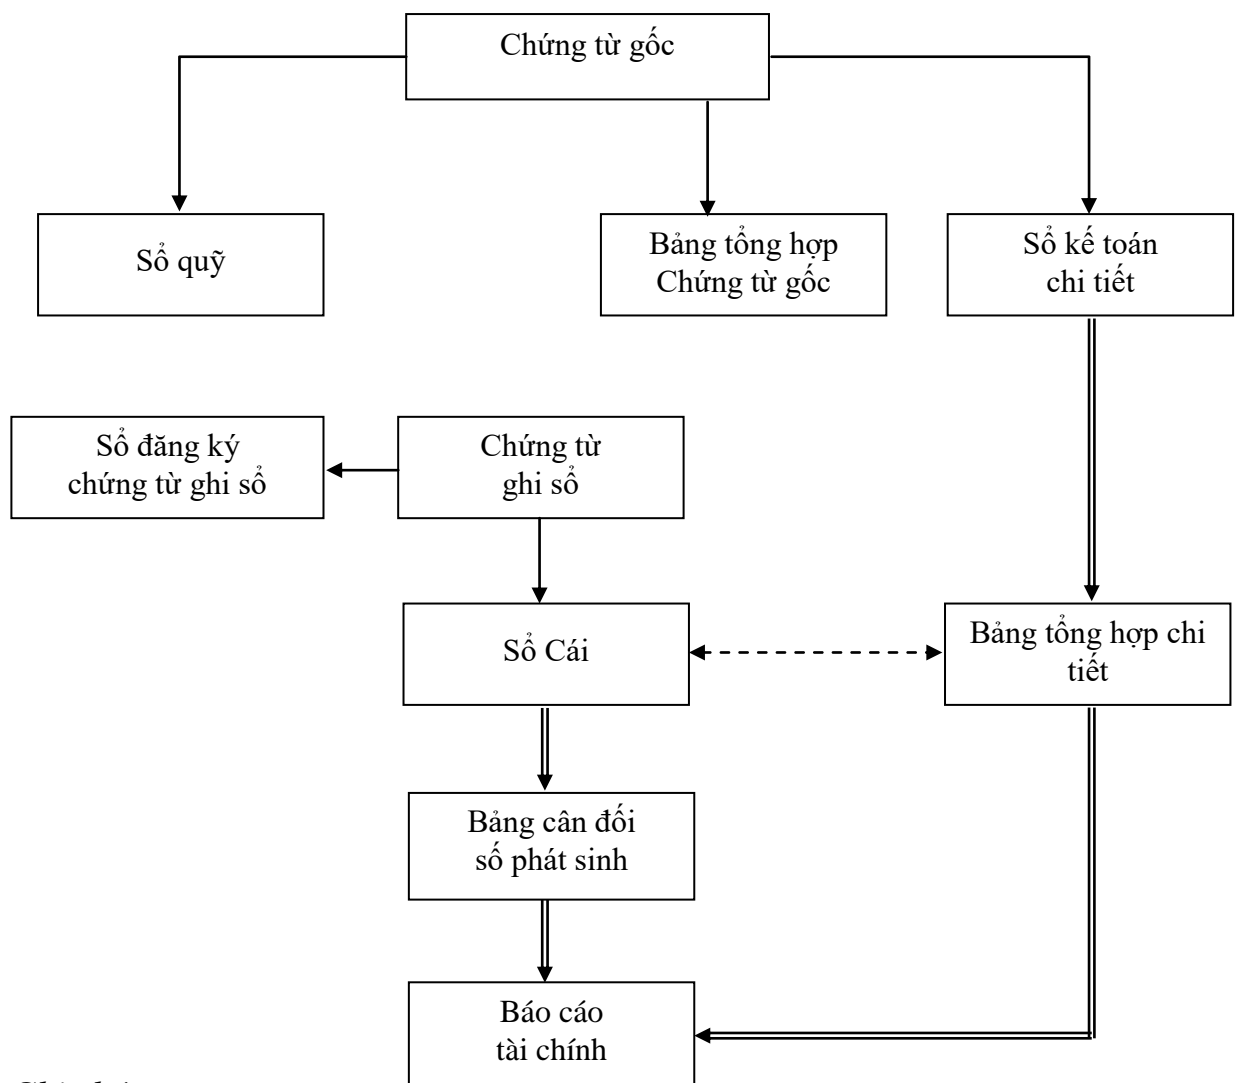 Chứng từ gốc
Sổ quỹ
Bảng tổng hợp
Chứng từ gốc
Sổ kế toán
chi tiết
Sổ đăng ký
chứng từ ghi sổ
Chứng từ
ghi sổ
Sổ Cái
Bảng tổng hợp chi
tiết
Bảng cân đối
số phát sinh
Báo cáo
tài chính